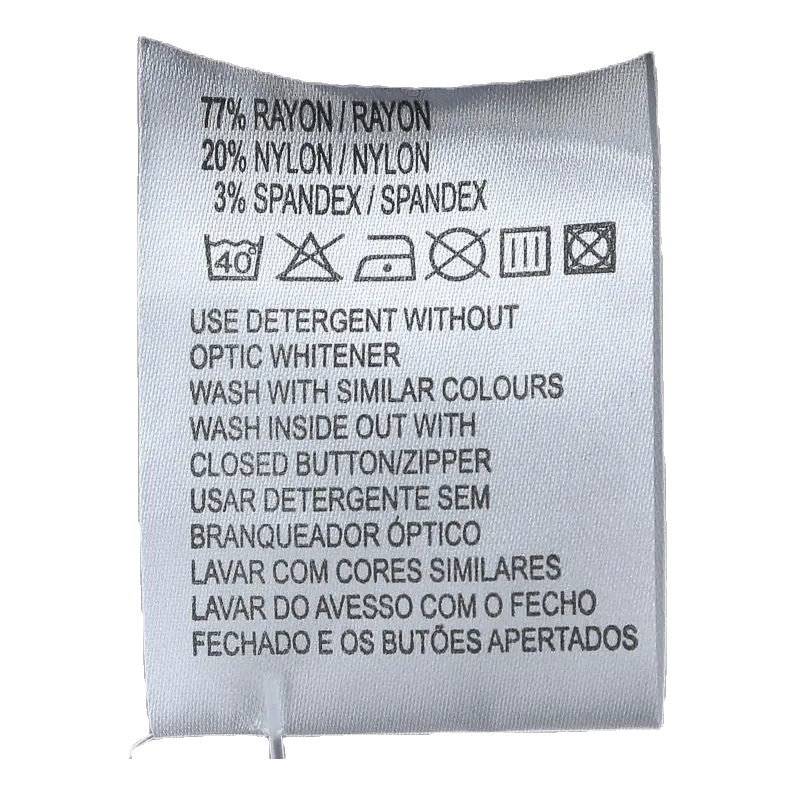 77% RAYON / RAYON
20% NYLON / NYLON
3% SPANDEX / SPANDEX
40°
USE DETERGENT WITHOUT
OPTIC WHITENER
WASH WITH SIMILAR COLOURS
WASH INSIDE OUT WITH
CLOSED BUTTON/ZIPPER
USAR DETERGENTE SEM
BRANQUEADOR ÓPTICO
LAVAR COM CORES SIMILARES
LAVAR DO AVESSO COM O FECHO
FECHADO E OS BUTÕES APERTADOS